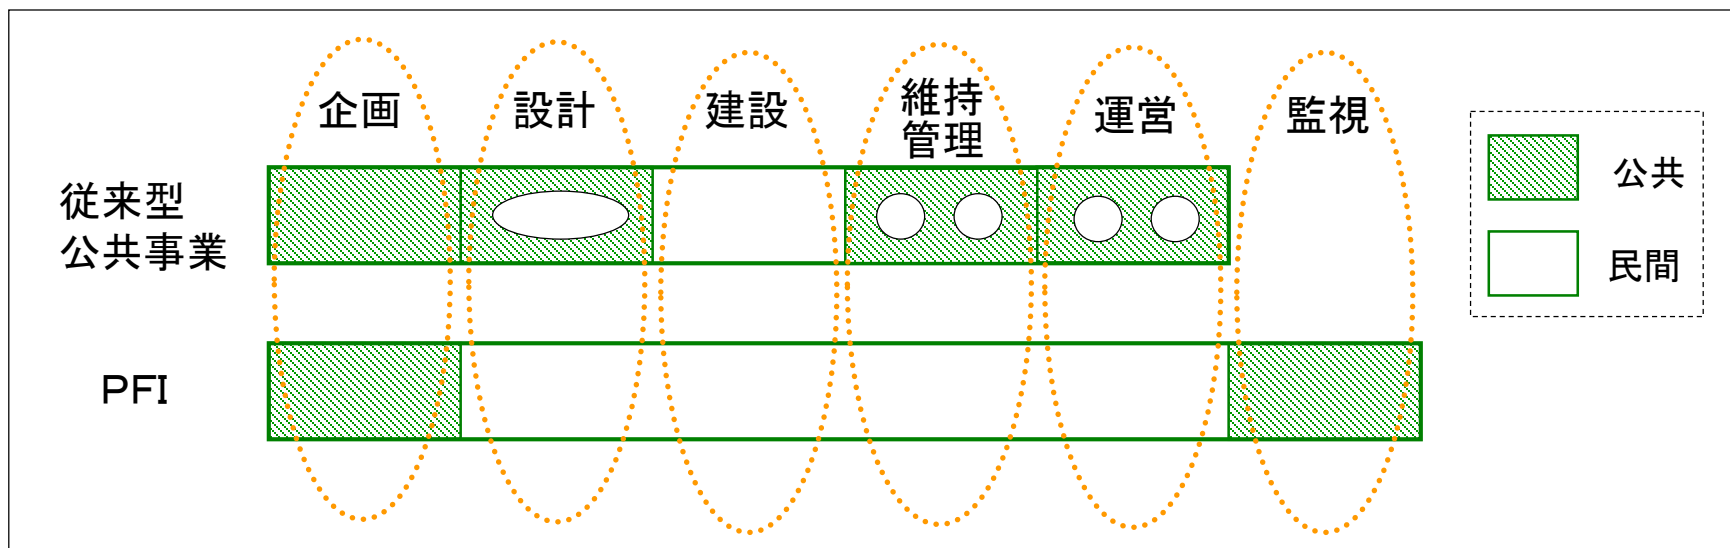 企画
設計
建設
維持
管理
運営
監視
従来型
公共事業
PFI
公共
民間